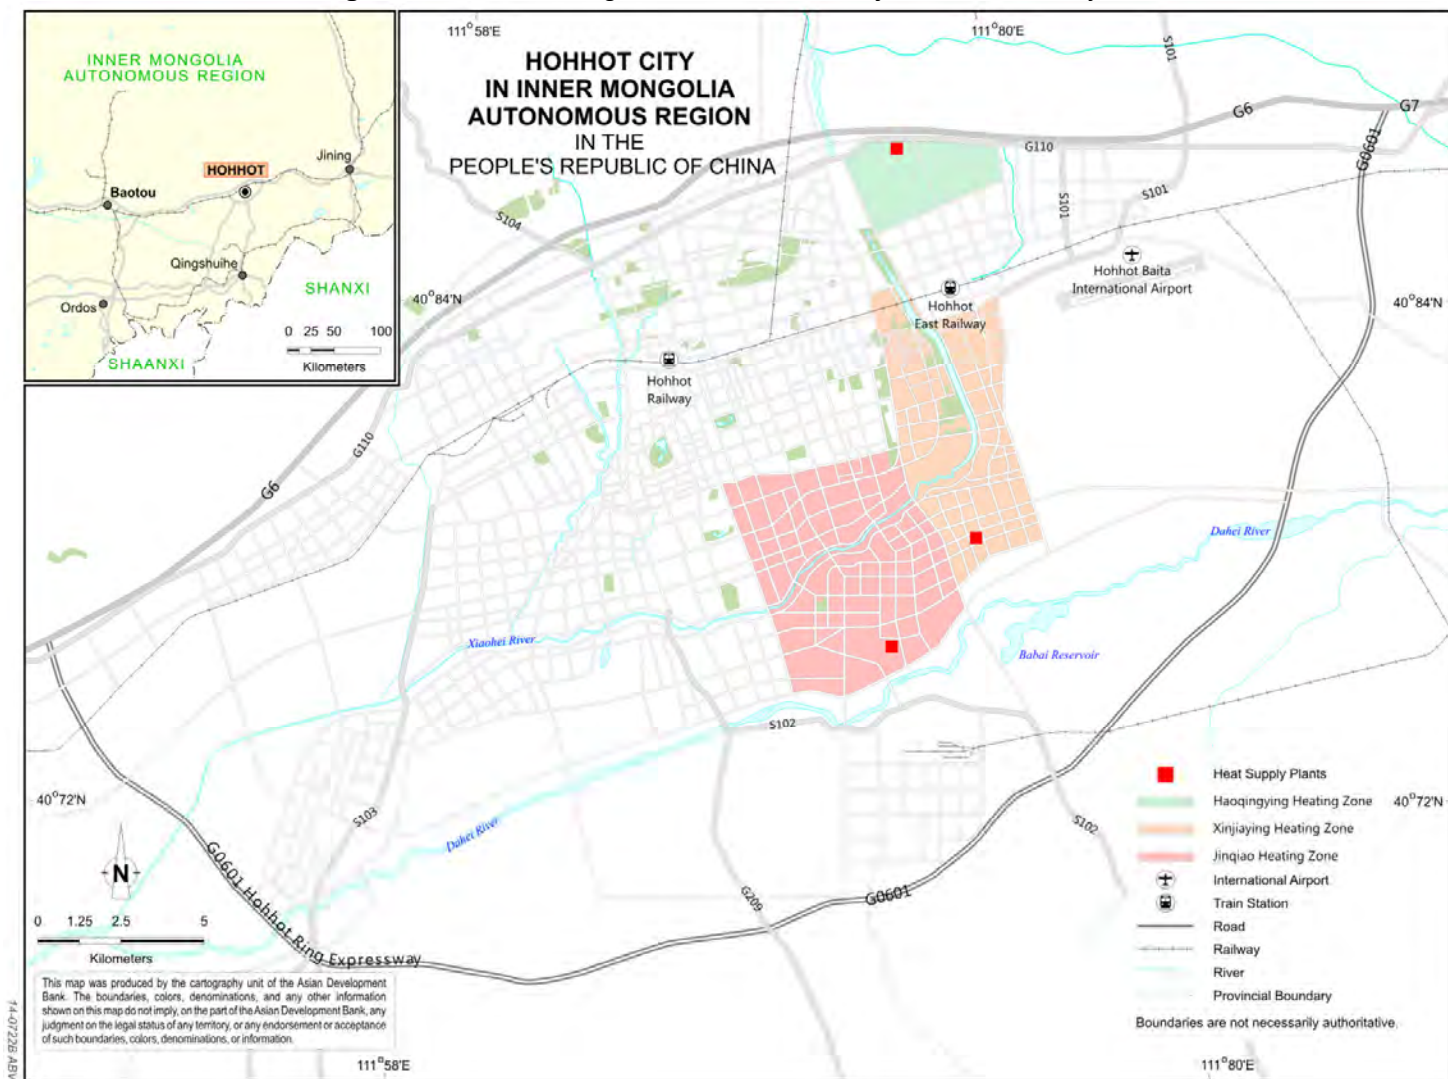 HOHHOT CITY
IN INNER MONGOLIA
AUTONOMOUS REGION
IN THE
PEOPLE'S REPUBLIC OF CHINA
INNER MONGOLIA
AUTONOMOUS REGION
Jining
HOHHOT
Baotou
Qingshuihe
Ordos
SHANXI
SHAANXI
0 25 50 100
Kilometers
111°58'E
111°80'E
S101
G6
G7
G110
G0601
S104
S101
S101
Hohhot Baita
International Airport
40°84'N
40°84'N
Hohhot
East Railway
Hohhot
Railway
G110
G6
Dahei River
Xiaohei River
Babai Reservoir
S102
40°72'N
40°72'N
S103
Dahei River
S102
G209
G0601
G0601 Hohhot Ring Expressway
N
0 1.25 2.5 5
Kilometers
Heat Supply Plants
Haoqingying Heating Zone
Xinjiaying Heating Zone
Jinqiao Heating Zone
International Airport
Train Station
Road
Railway
River
Provincial Boundary
Boundaries are not necessarily authoritative.
This map was produced by the cartography unit of the Asian Development
Bank. The boundaries, colors, denominations, and any other information
shown on this map do not imply, on the part of the Asian Development Bank, any
judgment on the legal status of any territory, or any endorsement or acceptance
of such boundaries, colors, denominations, or information.
14-0722B ABV
111°58'E
111°80'E